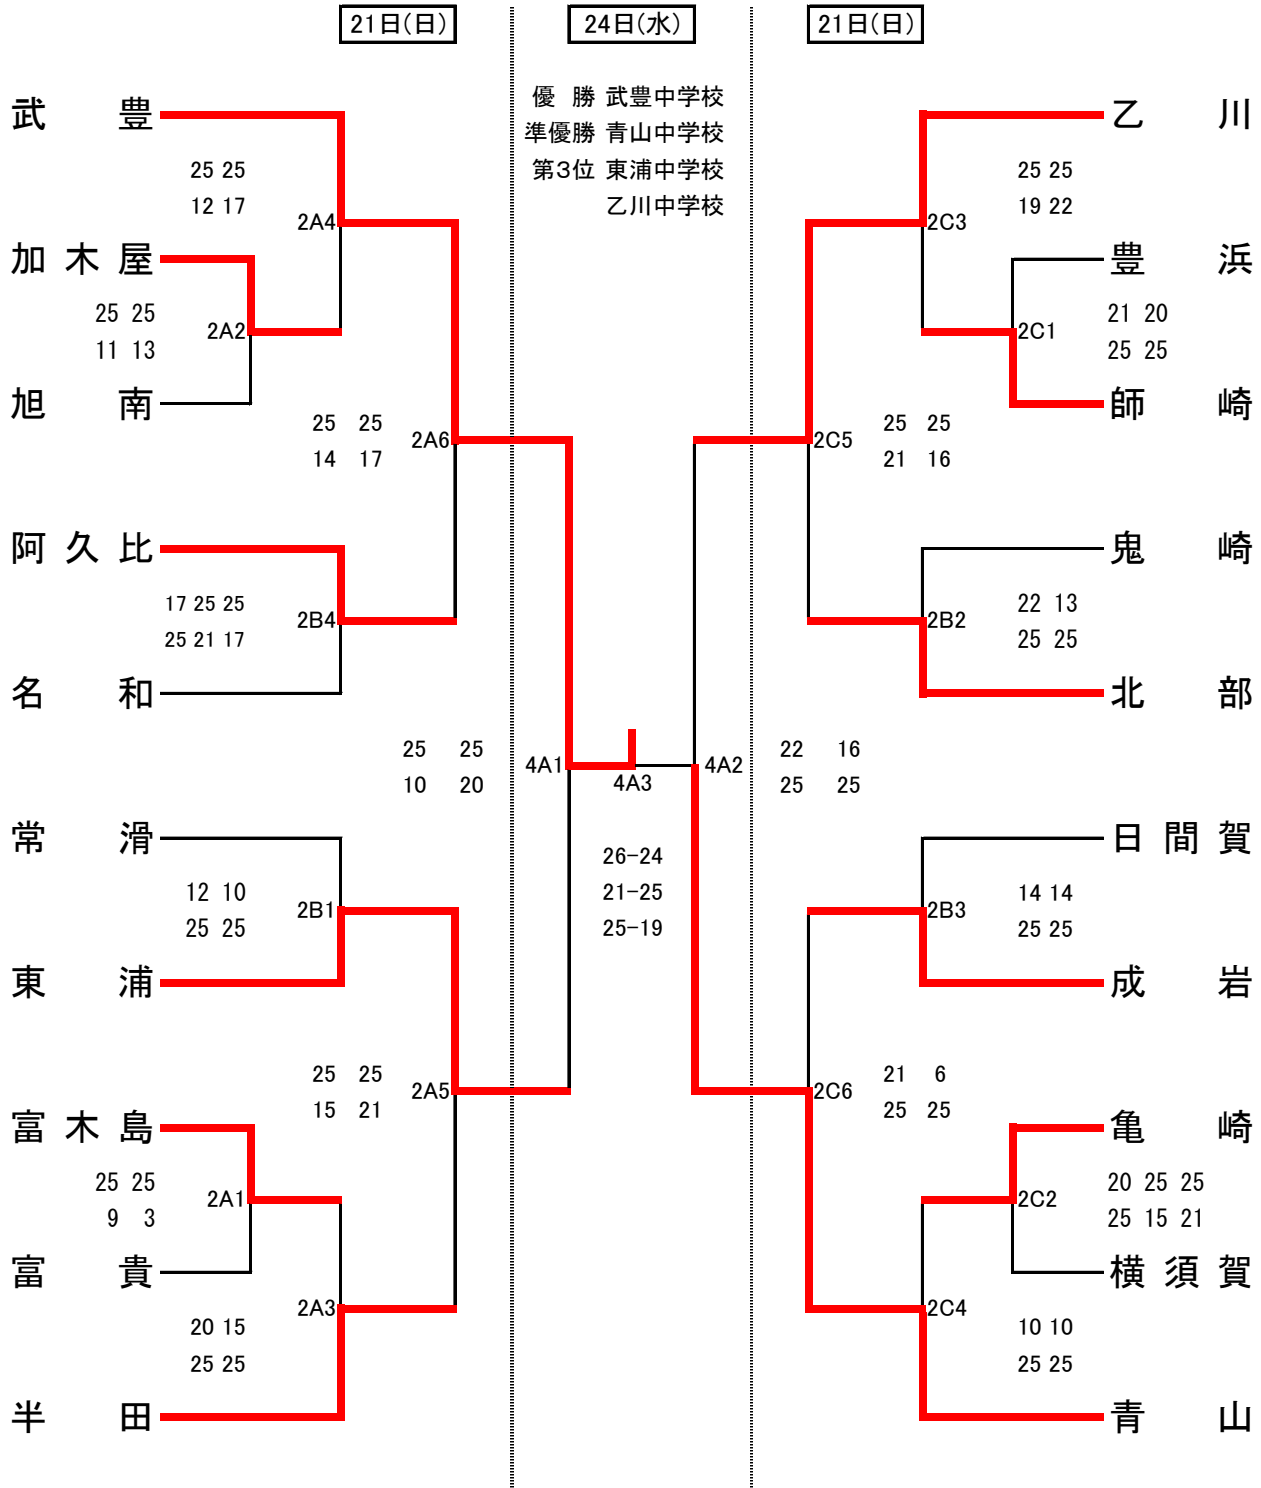 21日(日)
24日(水)
21日(日)
優 勝 武豊中学校
準優勝 青山中学校
第3位 東浦中学校
乙川中学校
武 豊
25 25
12 17
2A4
加 木 屋
25 25
11 13
2A2
旭 南
25 25
14 17
2A6
阿 久 比
17 25 25
25 21 17
2B4
名 和
25 25
10 20
4A1
常 滑
12 10
25 25
2B1
東 浦
25 25
15 21
2A5
富 木 島
25 25
9 3
2A1
富 貴
2A3
20 15
25 25
半 田
4A3
26-24
21-25
25-19
乙 川
25 25
19 22
2C3
豊 浜
21 20
25 25
2C1
師 崎
25 25
21 16
2C5
鬼 崎
22 13
25 25
2B2
北 部
4A2
22 16
25 25
日 間 賀
14 14
25 25
2B3
成 岩
21 6
25 25
2C6
亀 崎
20 25 25
25 15 21
2C2
横 須 賀
2C4
10 10
25 25
青 山